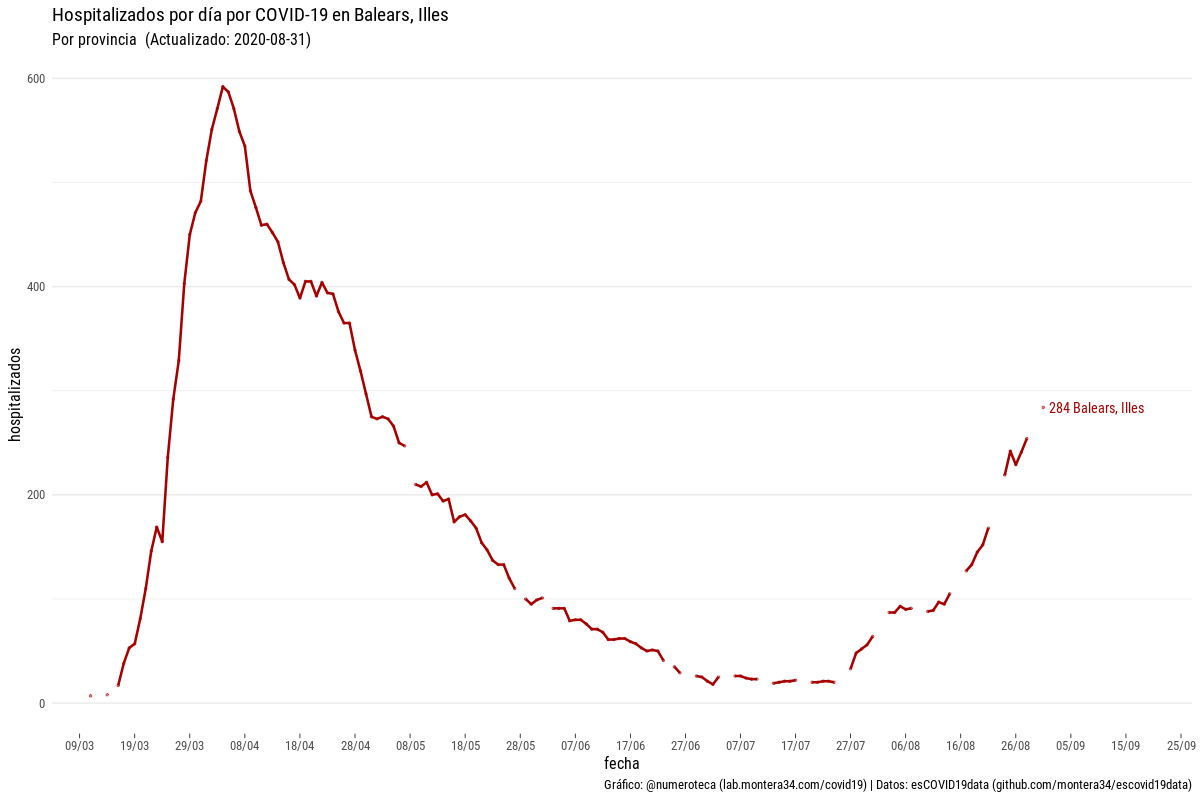 Hospitalizados por día por COVID-19 en Balears, Illes
Por provincia  (Actualizado: 2020-08-31)
hospitalizados
600
400
200
0
284 Balears, Illes
09/03 19/03 29/03 08/04 18/04 28/04 08/05 18/05 28/05 07/06 17/06 27/06 07/07 17/07 27/07 06/08 16/08 26/08 05/09 15/09 25/09
fecha
Gráfico: @numeroteca (lab.montera34.com/covid19) | Datos: esCOVID19data (github.com/montera34/escovid19data)